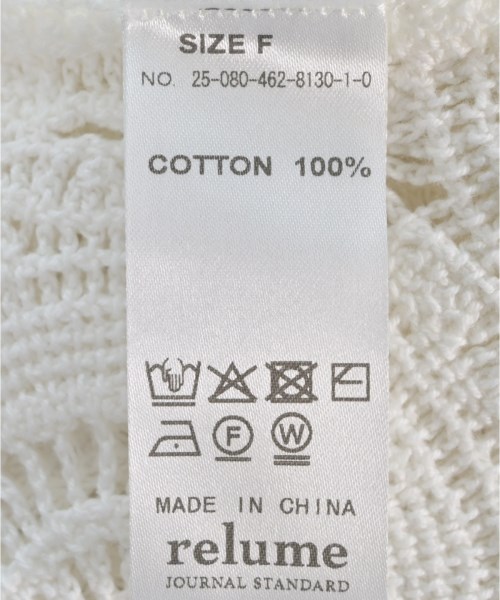 SIZE F
NO. 25-080-462-8130-1-0
COTTON 100%
F W
MADE IN CHINA
relume
JOURNAL STANDARD